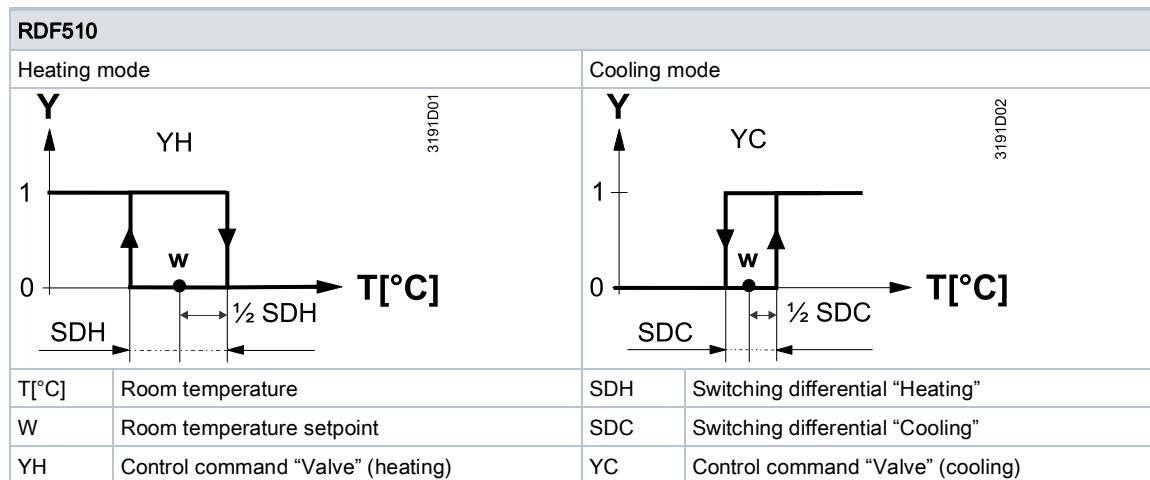 RDF510
Heating mode
Cooling mode
Y
YH
3191D01
1
W
0
T[°C]
½ SDH
SDH
Y
YC
3191D02
1
W
0
T[°C]
½ SDC
SDC
T[°C] Room temperature SDH Switching differential “Heating”
W Room temperature setpoint SDC Switching differential “Cooling”
YH Control command “Valve” (heating) YC Control command “Valve” (cooling)